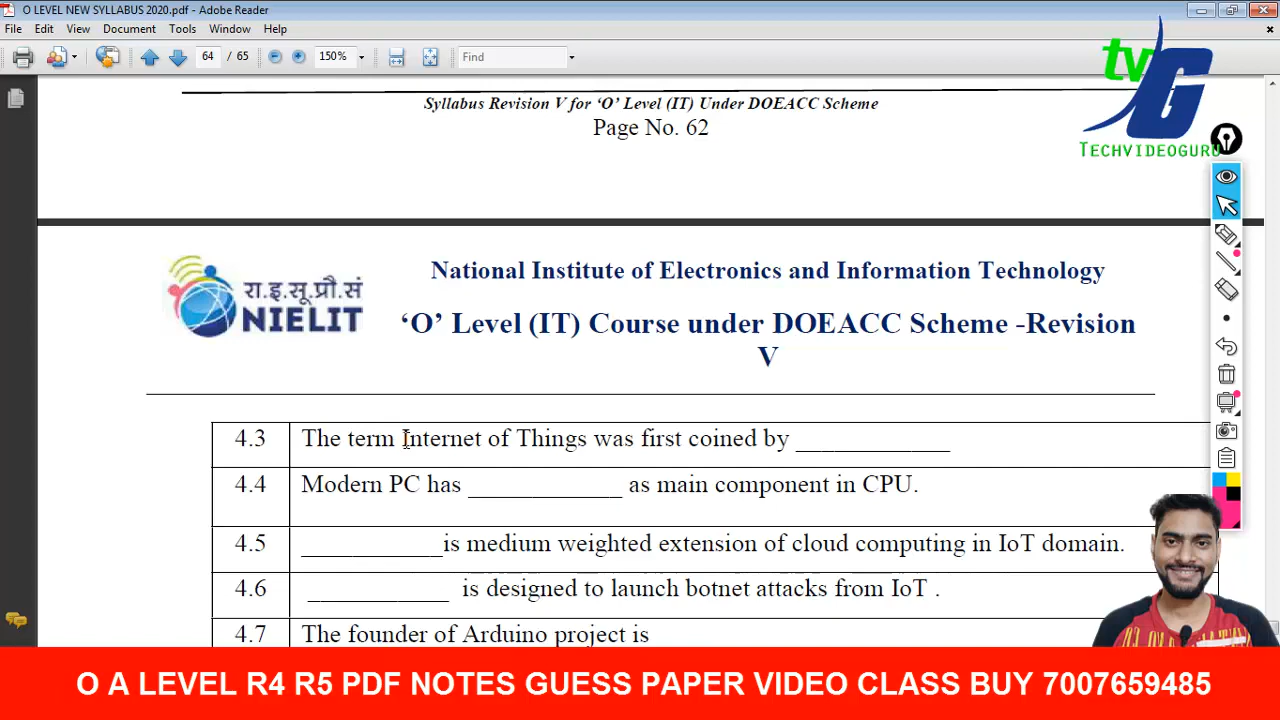 O LEVEL NEW SYLLABUS 2020.pdf - Adobe Reader
File Edit View Document Tools Window Help
64 / 65 150% Find
tv G
TECHVIDEOGURU
Syllabus Revision V for ‘O’ Level (IT) Under DOEACC Scheme
Page No. 62
रा.इ.सू.प्रौ.सं
NIELIT
National Institute of Electronics and Information Technology
‘O’ Level (IT) Course under DOEACC Scheme -Revision
V
4.3 The term Internet of Things was first coined by ____________
4.4 Modern PC has ____________ as main component in CPU.
4.5 ___________is medium weighted extension of cloud computing in IoT domain.
4.6 ___________ is designed to launch botnet attacks from IoT .
4.7 The founder of Arduino project is
O A LEVEL R4 R5 PDF NOTES GUESS PAPER VIDEO CLASS BUY 7007659485